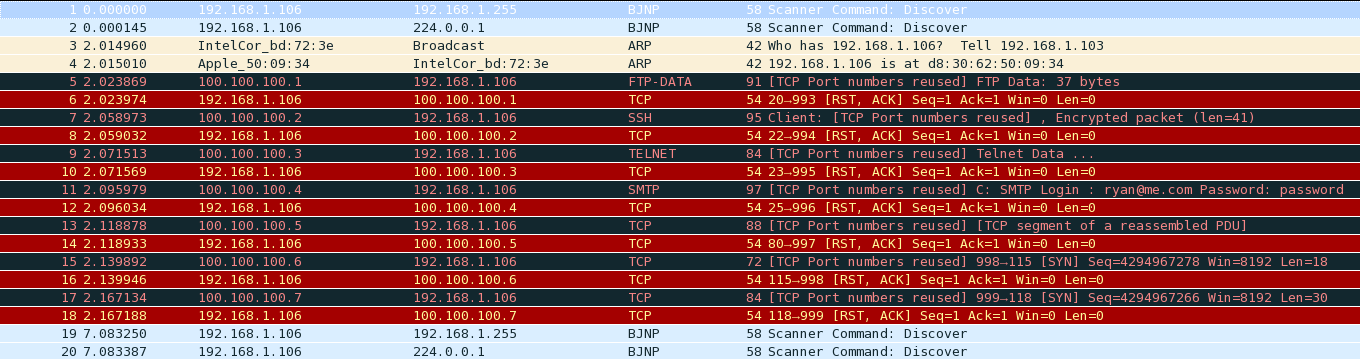 1 0.000000 192.168.1.106 192.168.1.255 BJNP 58 Scanner Command: Discover
2 0.000145 192.168.1.106 224.0.0.1 BJNP 58 Scanner Command: Discover
3 2.014960 IntelCor_bd:72:3e Broadcast ARP 42 Who has 192.168.1.106? Tell 192.168.1.103
4 2.015010 Apple_50:09:34 IntelCor_bd:72:3e ARP 42 192.168.1.106 is at d8:30:62:50:09:34
5 2.023869 100.100.100.1 192.168.1.106 FTP-DATA 91 [TCP Port numbers reused] FTP Data: 37 bytes
6 2.023974 192.168.1.106 100.100.100.1 TCP 54 20→993 [RST, ACK] Seq=1 Ack=1 Win=0 Len=0
7 2.058973 100.100.100.2 192.168.1.106 SSH 95 Client: [TCP Port numbers reused] , Encrypted packet (len=41)
8 2.059032 192.168.1.106 100.100.100.2 TCP 54 22→994 [RST, ACK] Seq=1 Ack=1 Win=0 Len=0
9 2.071513 100.100.100.3 192.168.1.106 TELNET 84 [TCP Port numbers reused] Telnet Data ...
10 2.071569 192.168.1.106 100.100.100.3 TCP 54 23→995 [RST, ACK] Seq=1 Ack=1 Win=0 Len=0
11 2.095979 100.100.100.4 192.168.1.106 SMTP 97 [TCP Port numbers reused] C: SMTP Login : ryan@me.com Password: password
12 2.096034 192.168.1.106 100.100.100.4 TCP 54 25→996 [RST, ACK] Seq=1 Ack=1 Win=0 Len=0
13 2.118878 100.100.100.5 192.168.1.106 TCP 88 [TCP Port numbers reused] [TCP segment of a reassembled PDU]
14 2.118933 192.168.1.106 100.100.100.5 TCP 54 80→997 [RST, ACK] Seq=1 Ack=1 Win=0 Len=0
15 2.139892 100.100.100.6 192.168.1.106 TCP 72 [TCP Port numbers reused] 998→115 [SYN] Seq=4294967278 Win=8192 Len=18
16 2.139946 192.168.1.106 100.100.100.6 TCP 54 115→998 [RST, ACK] Seq=1 Ack=1 Win=0 Len=0
17 2.167134 100.100.100.7 192.168.1.106 TCP 84 [TCP Port numbers reused] 999→118 [SYN] Seq=4294967266 Win=8192 Len=30
18 2.167188 192.168.1.106 100.100.100.7 TCP 54 118→999 [RST, ACK] Seq=1 Ack=1 Win=0 Len=0
19 7.083250 192.168.1.106 192.168.1.255 BJNP 58 Scanner Command: Discover
20 7.083387 192.168.1.106 224.0.0.1 BJNP 58 Scanner Command: Discover